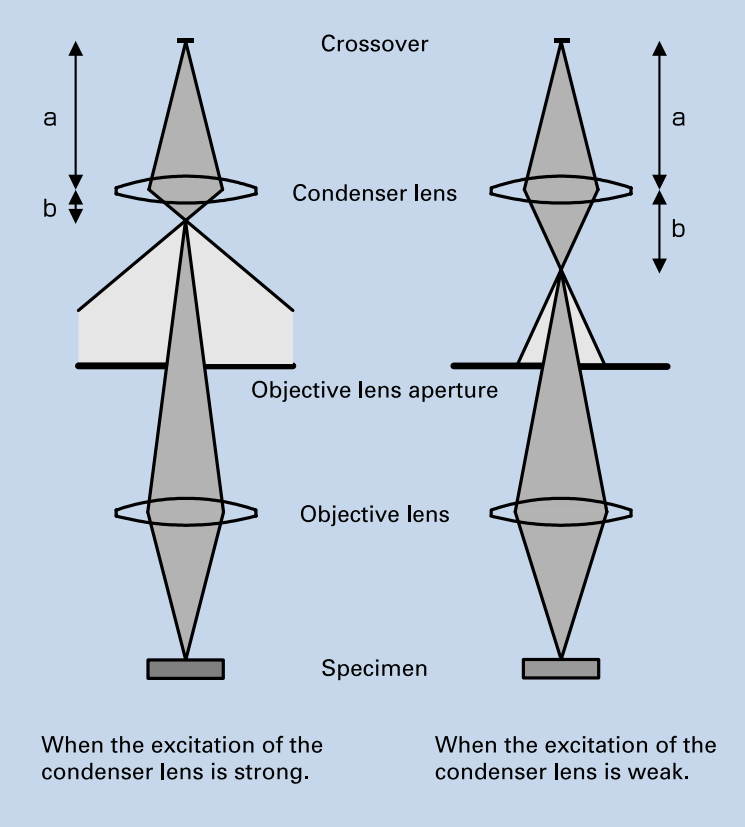 Crossover
a
a
Condenser lens
b
b
Objective lens aperture
Objective lens
Specimen
When the excitation of the
condenser lens is strong.
When the excitation of the
condenser lens is weak.